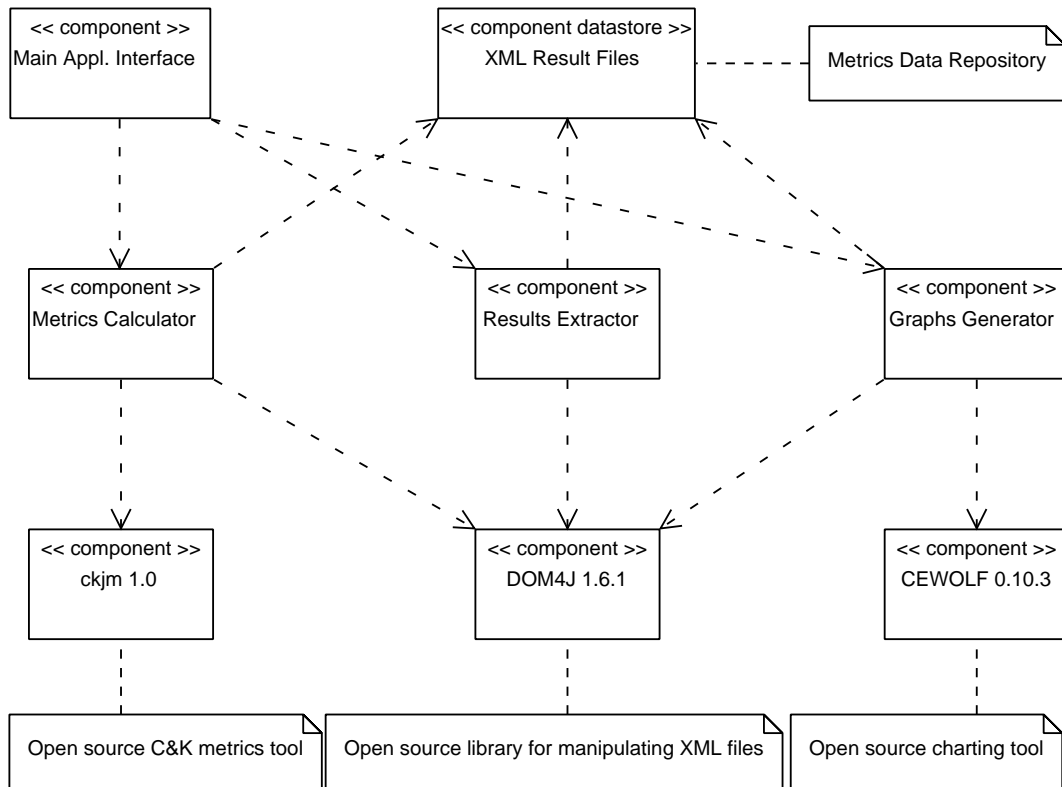 << component >>
Main Appl. Interface
<< component datastore >>
XML Result Files
Metrics Data Repository
<< component >>
Metrics Calculator
<< component >>
Results Extractor
<< component >>
Graphs Generator
<< component >>
ckjm 1.0
<< component >>
DOM4J 1.6.1
<< component >>
CEWOLF 0.10.3
Open source C&K metrics tool
Open source library for manipulating XML files
Open source charting tool